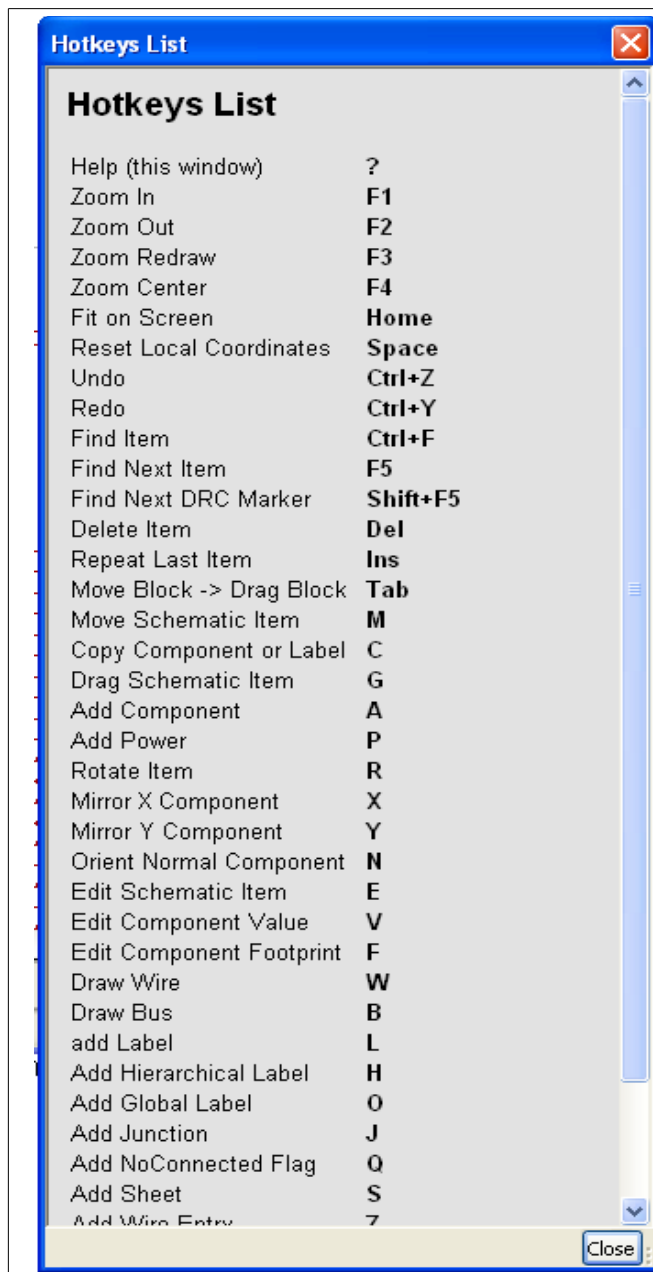 Hotkeys List
Hotkeys List
Help (this window) ?
Zoom In F1
Zoom Out F2
Zoom Redraw F3
Zoom Center F4
Fit on Screen Home
Reset Local Coordinates Space
Undo Ctrl+Z
Redo Ctrl+Y
Find Item Ctrl+F
Find Next Item F5
Find Next DRC Marker Shift+F5
Delete Item Del
Repeat Last Item Ins
Move Block -> Drag Block Tab
Move Schematic Item M
Copy Component or Label C
Drag Schematic Item G
Add Component A
Add Power P
Rotate Item R
Mirror X Component X
Mirror Y Component Y
Orient Normal Component N
Edit Schematic Item E
Edit Component Value V
Edit Component Footprint F
Draw Wire W
Draw Bus B
add Label L
Add Hierarchical Label H
Add Global Label O
Add Junction J
Add NoConnected Flag Q
Add Sheet S
Add Wire Entry Z
Close